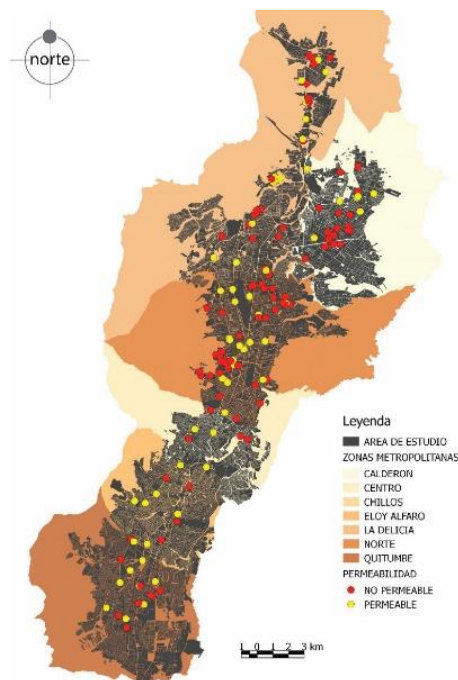 norte
Leyenda
AREA DE ESTUDIO
ZONAS METROPOLITANAS
CALDERON
CENTRO
CHILLOS
ELOY ALFARO
LA DELICIA
NORTE
QUITUMBE
PERMEABILIDAD
NO PERMEABLE
PERMEABLE
1 0 1 2 3 km